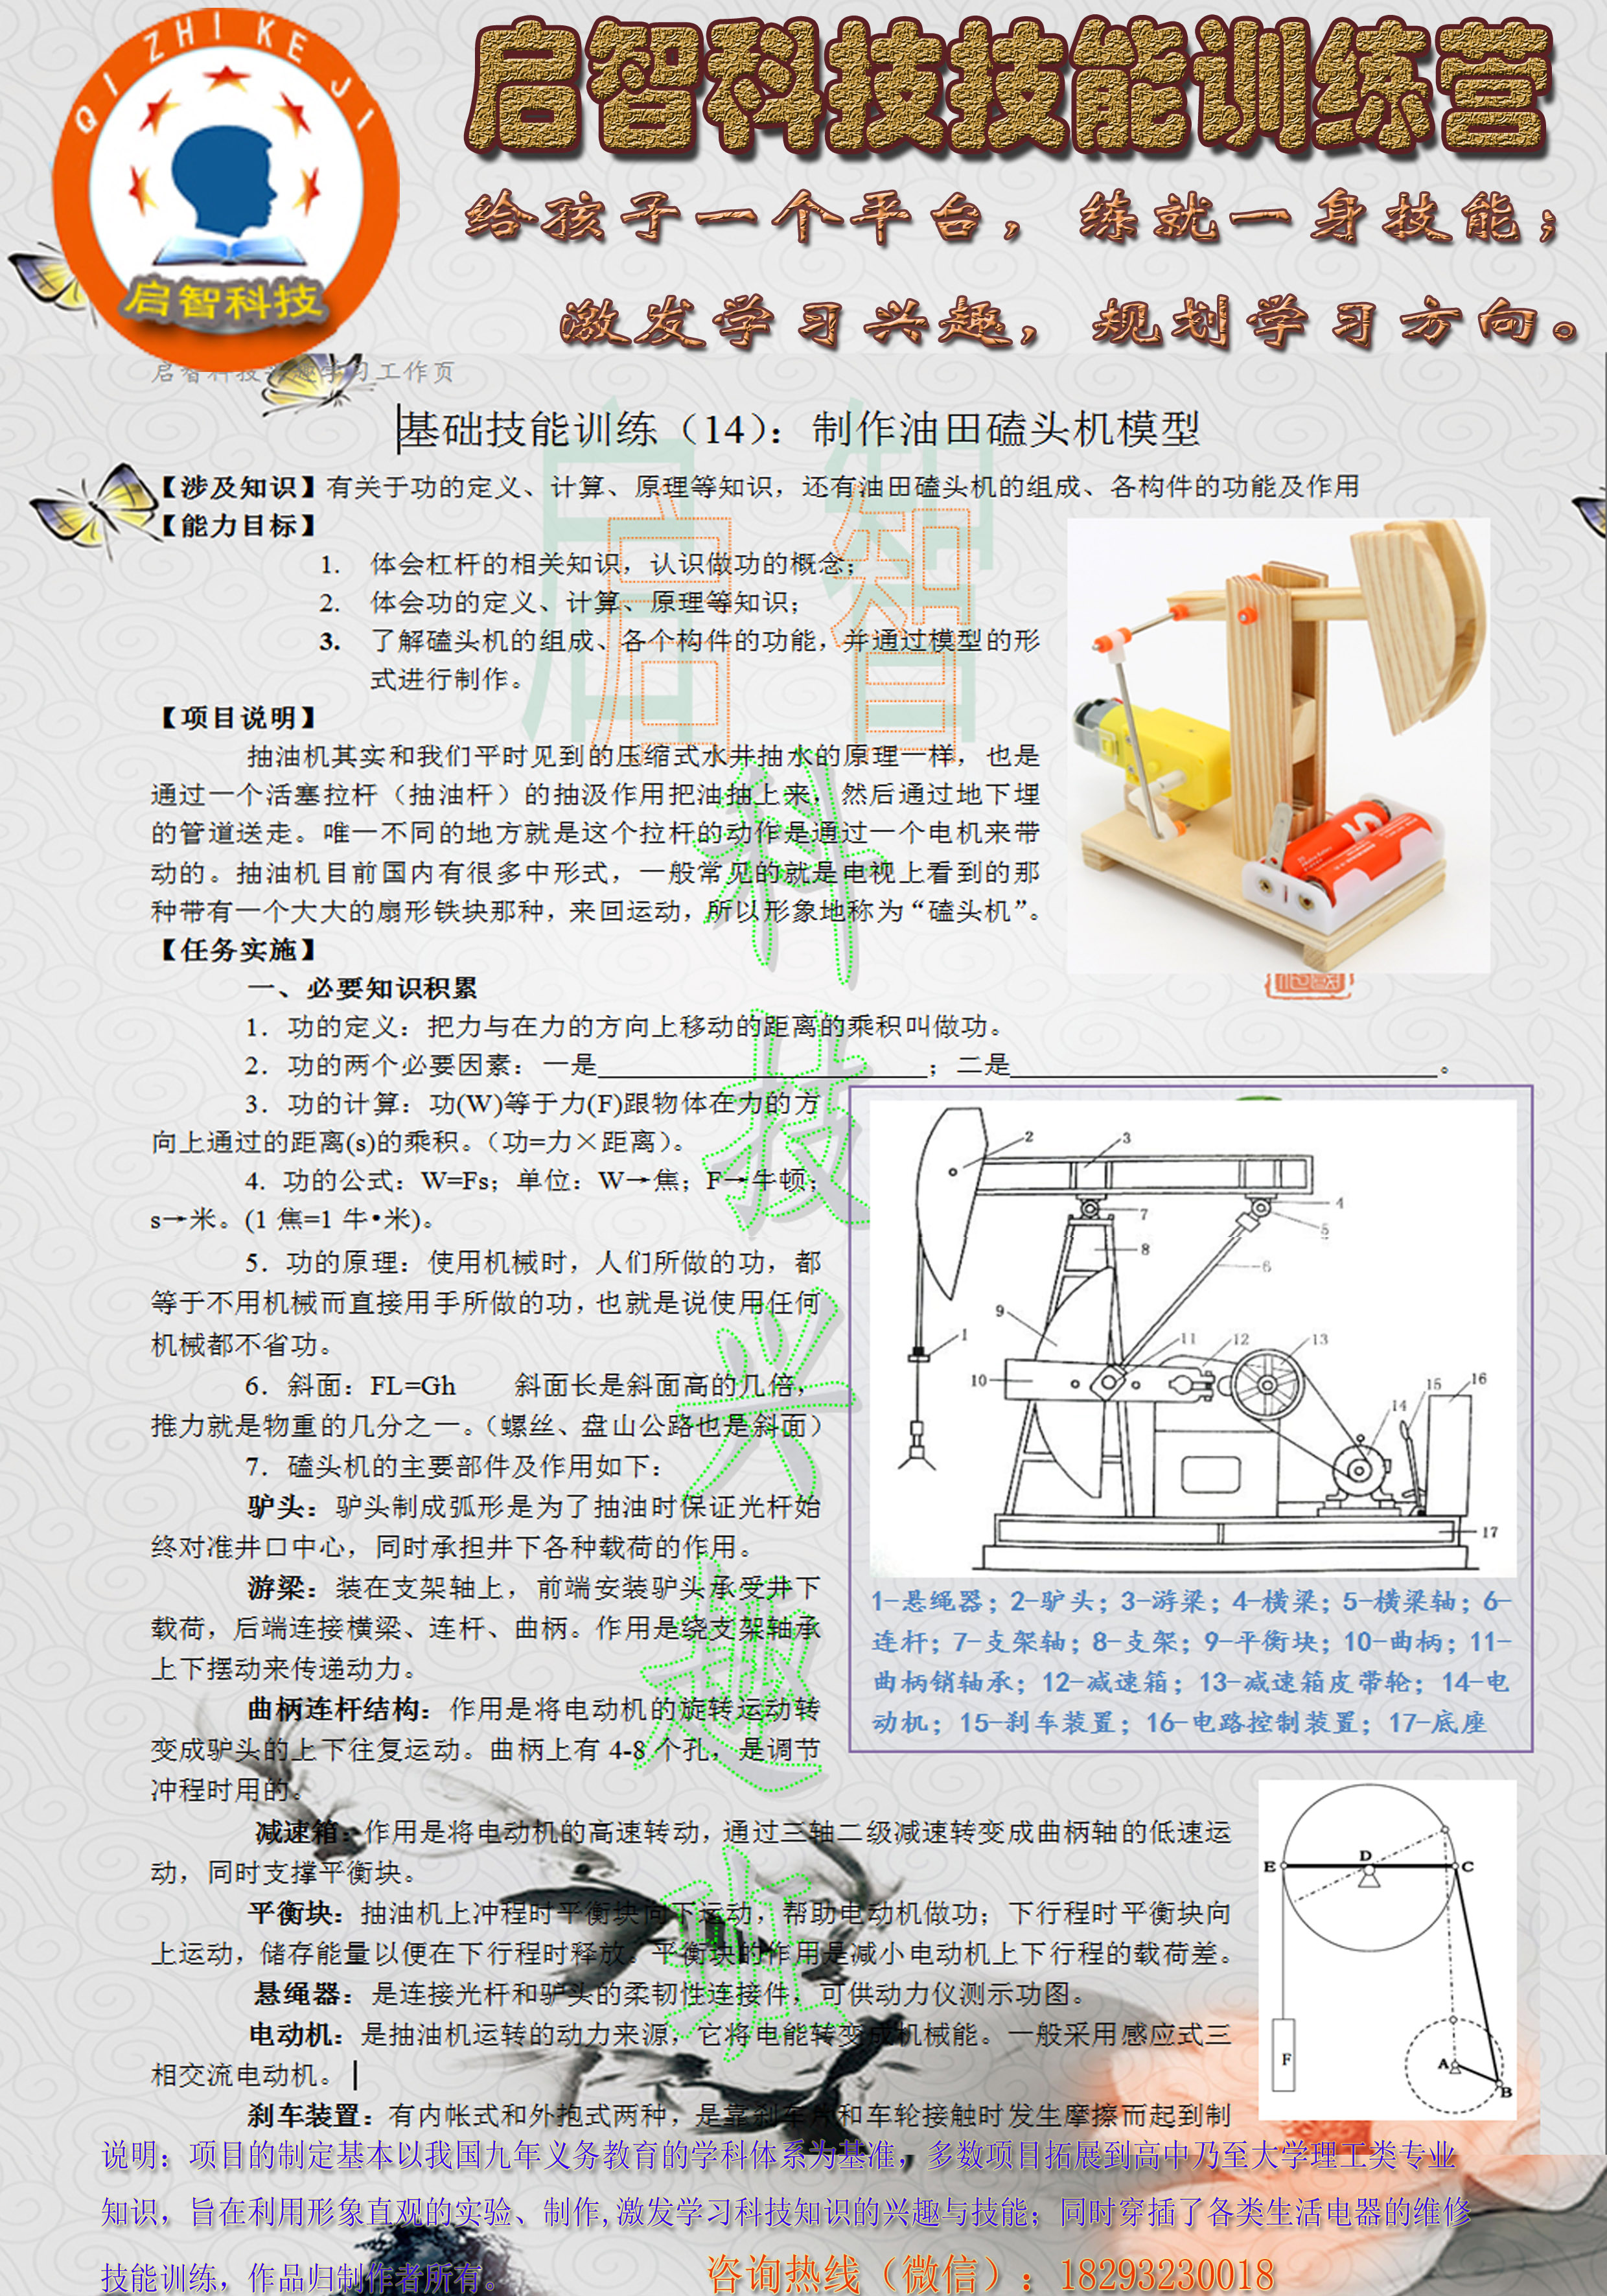 QI ZHI KE JI
启智科技
启智科技技能训练营
给孩子一个平台，练就一身技能；
激发学习兴趣，规划学习方向。
启智科技兴趣学习工作页
基础技能训练（14）：制作油田磕头机模型
【涉及知识】有关于功的定义、计算、原理等知识，还有油田磕头机的组成、各构件的功能及作用
【能力目标】
1. 体会杠杆的相关知识，认识做功的概念；
2. 体会功的定义、计算、原理等知识；
3. 了解磕头机的组成、各个构件的功能，并通过模型的形
式进行制作。
【项目说明】
抽油机其实和我们平时见到的压缩式水井抽水的原理一样，也是
通过一个活塞拉杆（抽油杆）的抽汲作用把油抽上来，然后通过地下埋
的管道送走。唯一不同的地方就是这个拉杆的动作是通过一个电机来带
动的。抽油机目前国内有很多中形式，一般常见的就是电视上看到的那
种带有一个大大的扇形铁块那种，来回运动，所以形象地称为“磕头机”。
【任务实施】
一、必要知识积累
1．功的定义：把力与在力的方向上移动的距离的乘积叫做功。
2．功的两个必要因素：一是；二是。
3．功的计算：功(W)等于力(F)跟物体在力的方
向上通过的距离(s)的乘积。（功=力×距离）。
4．功的公式：W=Fs；单位：W→焦；F→牛顿；
s→米。(1 焦=1 牛•米)。
5．功的原理：使用机械时，人们所做的功，都
等于不用机械而直接用手所做的功，也就是说使用任何
机械都不省功。
6．斜面：FL=Gh 斜面长是斜面高的几倍，
推力就是物重的几分之一。（螺丝、盘山公路也是斜面）
7．磕头机的主要部件及作用如下：
驴头：驴头制成弧形是为了抽油时保证光杆始
终对准井口中心，同时承担井下各种载荷的作用。
游梁：装在支架轴上，前端安装驴头承受井下
载荷，后端连接横梁、连杆、曲柄。作用是绕支架轴承
上下摆动来传递动力。
曲柄连杆结构：作用是将电动机的旋转运动转
变成驴头的上下往复运动。曲柄上有 4-8 个孔，是调节
冲程时用的。
减速箱：作用是将电动机的高速转动，通过三轴二级减速转变成曲柄轴的低速运
动，同时支撑平衡块。
平衡块：抽油机上冲程时平衡块向下运动，帮助电动机做功；下行程时平衡块向
上运动，储存能量以便在下行程时释放。平衡块的作用是减小电动机上下行程的载荷差。
悬绳器：是连接光杆和驴头的柔韧性连接件，可供动力仪测示功图。
电动机：是抽油机运转的动力来源，它将电能转变成机械能。一般采用感应式三
相交流电动机。
刹车装置：有内帐式和外抱式两种，是靠刹车片和车轮接触时发生摩擦而起到制
2
3
4
5
6
7
8
9
1
10
11
12
13
14
15
16
17
1-悬绳器；2-驴头；3-游梁；4-横梁；5-横梁轴；6-
连杆；7-支架轴；8-支架；9-平衡块；10-曲柄；11-
曲柄销轴承；12-减速箱；13-减速箱皮带轮；14-电
动机；15-刹车装置；16-电路控制装置；17-底座
E
D
C
F
A
B
启智
科技兴趣班
说明：项目的制定基本以我国九年义务教育的学科体系为基准，多数项目拓展到高中乃至大学理工类专业
知识，旨在利用形象直观的实验、制作,激发学习科技知识的兴趣与技能；同时穿插了各类生活电器的维修
技能训练，作品归制作者所有。
咨询热线（微信）：18293230018